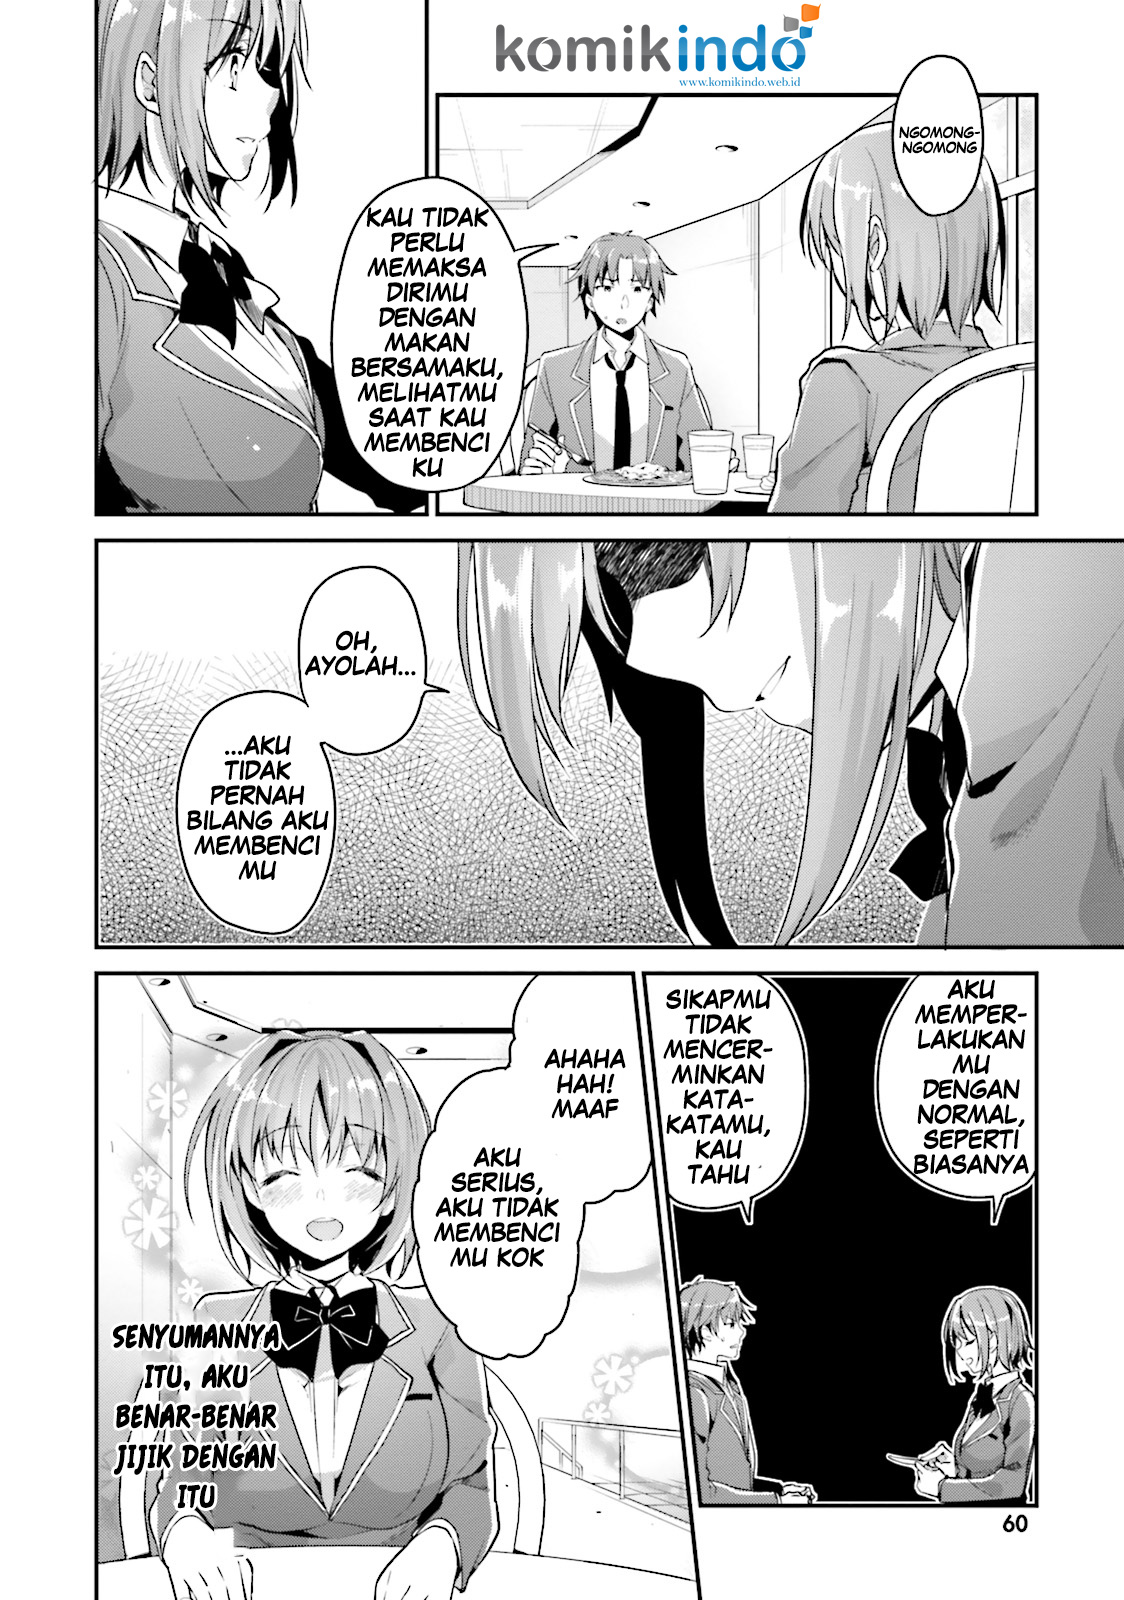 komikindo
www.komikindo.web.id
NGOMONG-
NGOMONG
KAU TIDAK
PERLU
MEMAKSA
DIRIMU
DENGAN
MAKAN
BERSAMAKU,
MELIHATMU
SAAT KAU
MEMBENCI
KU
OH,
AYOLAH...
...AKU
TIDAK
PERNAH
BILANG AKU
MEMBENCI
MU
AKU
MEMPER-
LAKUKAN
MU
DENGAN
NORMAL,
SEPERTI
BIASANYA
SIKAPMU
TIDAK
MENCER-
MINKAN
KATA-
KATAMU,
KAU
TAHU
AHAHA
HAH!
MAAF
AKU
SERIUS,
AKU TIDAK
MEMBENCI
MU KOK
SENYUMANNYA
ITU, AKU
BENAR-BENAR
JIJIK DENGAN
ITU
60